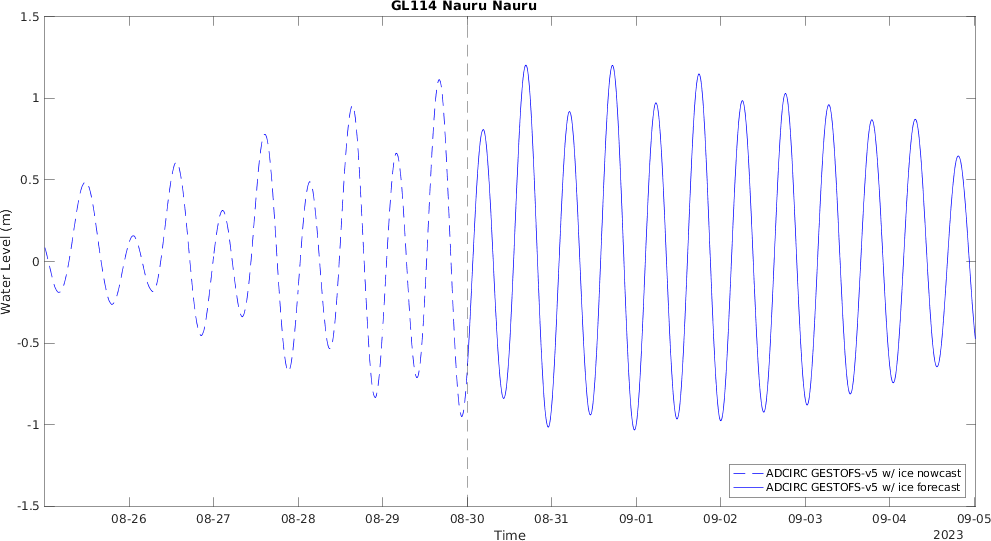 GL114 Nauru Nauru
1.5
1
0.5
0
-0.5
-1
-1.5
Water Level (m)
ADCIRC GESTOFS-v5 w/ ice nowcast
ADCIRC GESTOFS-v5 w/ ice forecast
08-26 08-27 08-28 08-29 08-30 08-31 09-01 09-02 09-03 09-04 09-05
Time
2023